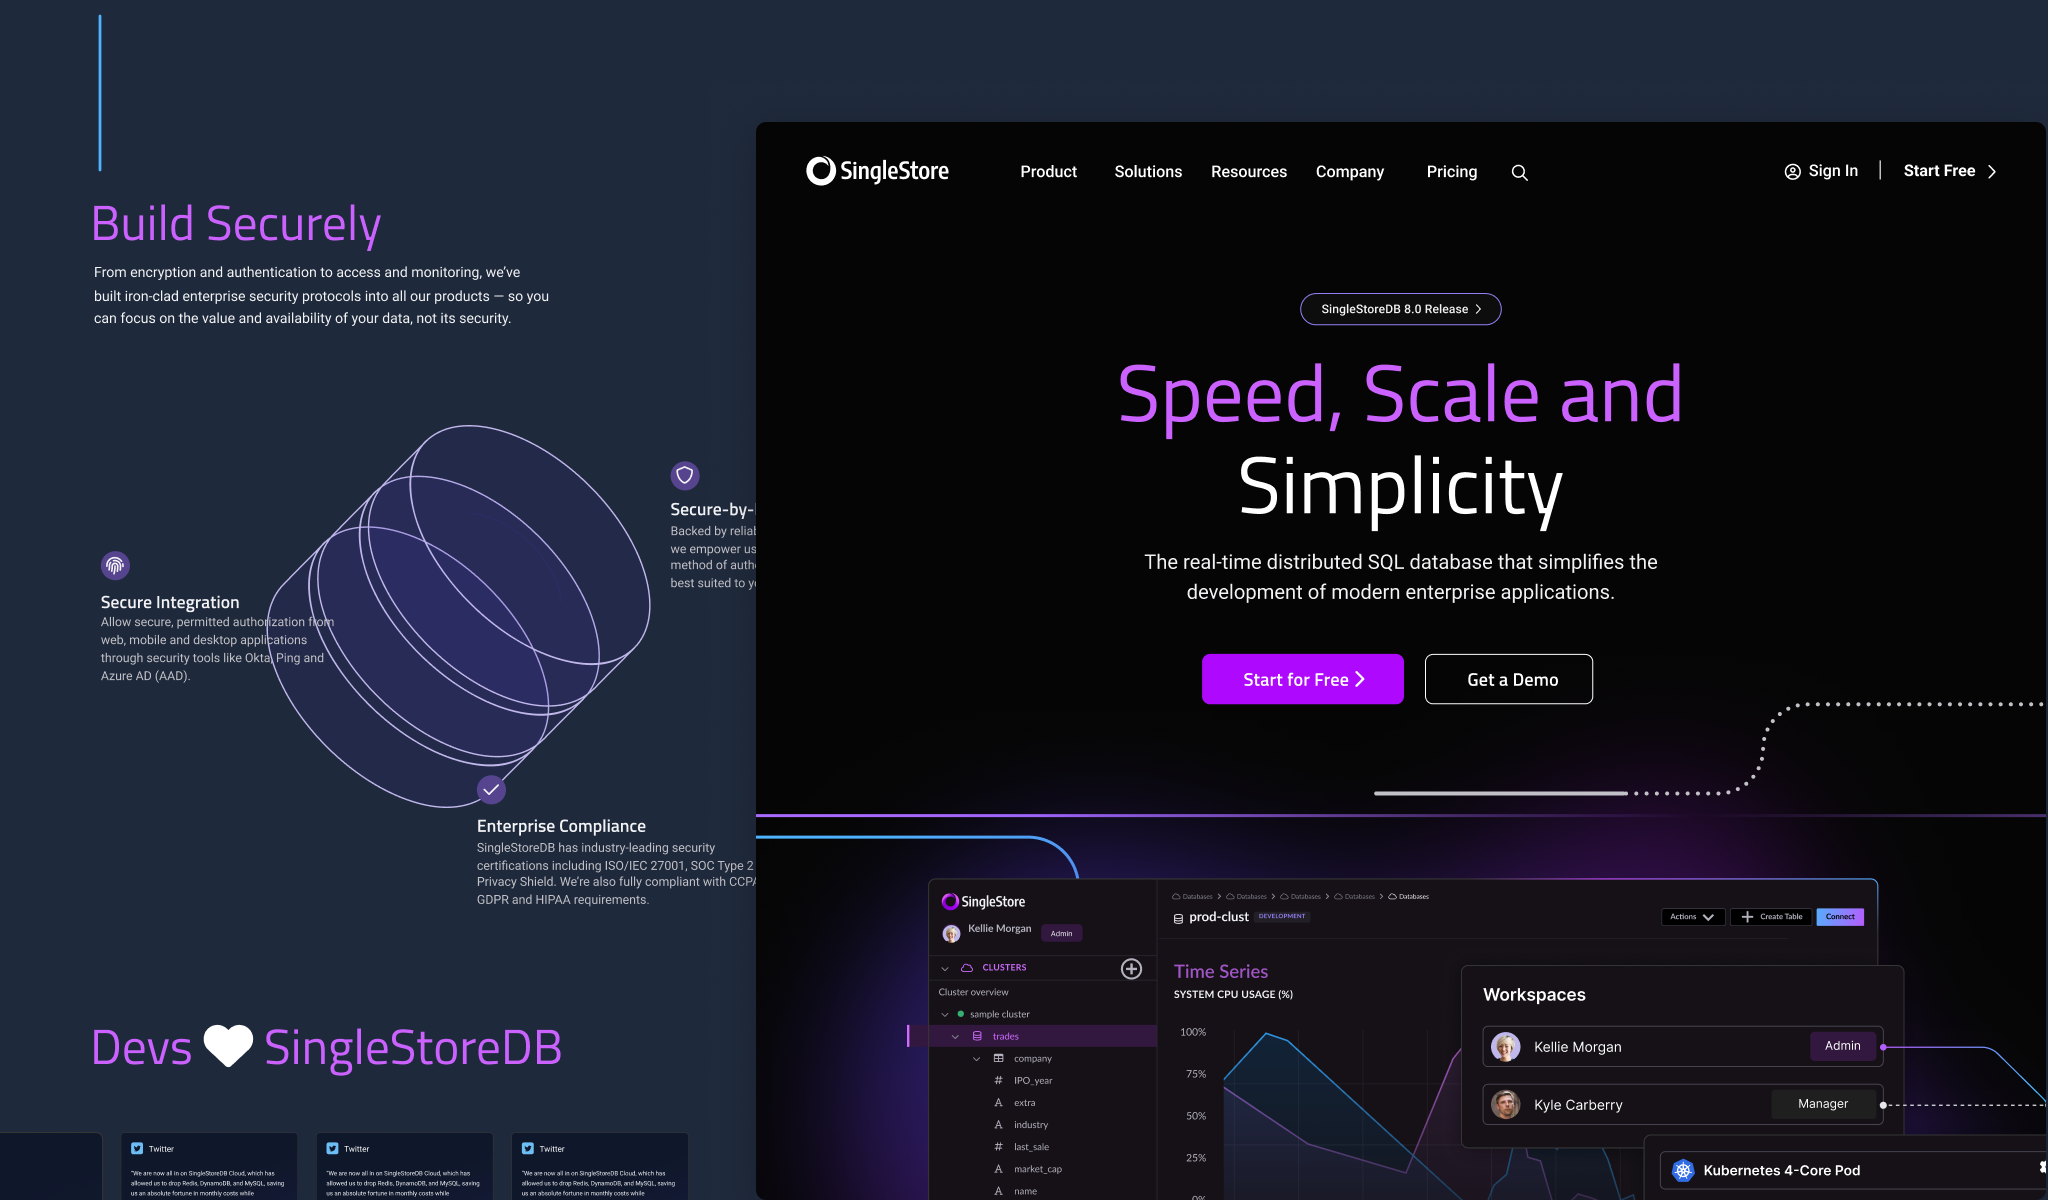 Build Securely
From encryption and authentication to access and monitoring, we've
built iron-clad enterprise security protocols into all our products — so you
can focus on the value and availability of your data, not its security.
Secure-by-
Backed by
we empower
method of
best suited to
Secure Integration
Allow secure, permitted authorization from
web, mobile and desktop applications
through security tools like Okta, Ping and
Azure AD (AAD).
Enterprise Compliance
SingleStoreDB has industry-leading security
certifications including ISO/IEC 27001, SOC Type 2
Privacy Shield. We're also fully compliant with CCPA
GDPR and HIPAA requirements.
Devs SingleStoreDB
Twitter
"We are now all in on SingleStoreDB Cloud, which has
allowed us to drop Redis, DynamoDB, and MySQL, saving
us an absolute fortune in monthly costs while
Twitter
"We are now all in on SingleStoreDB Cloud, which has
allowed us to drop Redis, DynamoDB, and MySQL, saving
us an absolute fortune in monthly costs while
Twitter
"We are now all in on SingleStoreDB Cloud, which has
allowed us to drop Redis, DynamoDB, and MySQL, saving
us an absolute fortune in monthly costs while
SingleStore Product Solutions Resources Company Pricing Sign In Start Free
SingleStoreDB 8.0 Release
Speed, Scale and
Simplicity
The real-time distributed SQL database that simplifies the
development of modern enterprise applications.
Start for Free
Get a Demo
SingleStore
Kellie Morgan Admin
CLUSTERS
Cluster overview
sample cluster
trades
company
IPO_year
extra
industry
last_sale
market_cap
name
Databases Databases Databases Databases Databases
prod-clust DEVELOPMENT
Actions Create Table Connect
Time Series
SYSTEM CPU USAGE (%)
100%
75%
50%
25%
0%
Workspaces
Kellie Morgan Admin
Kyle Carberry Manager
Kubernetes 4-Core Pod